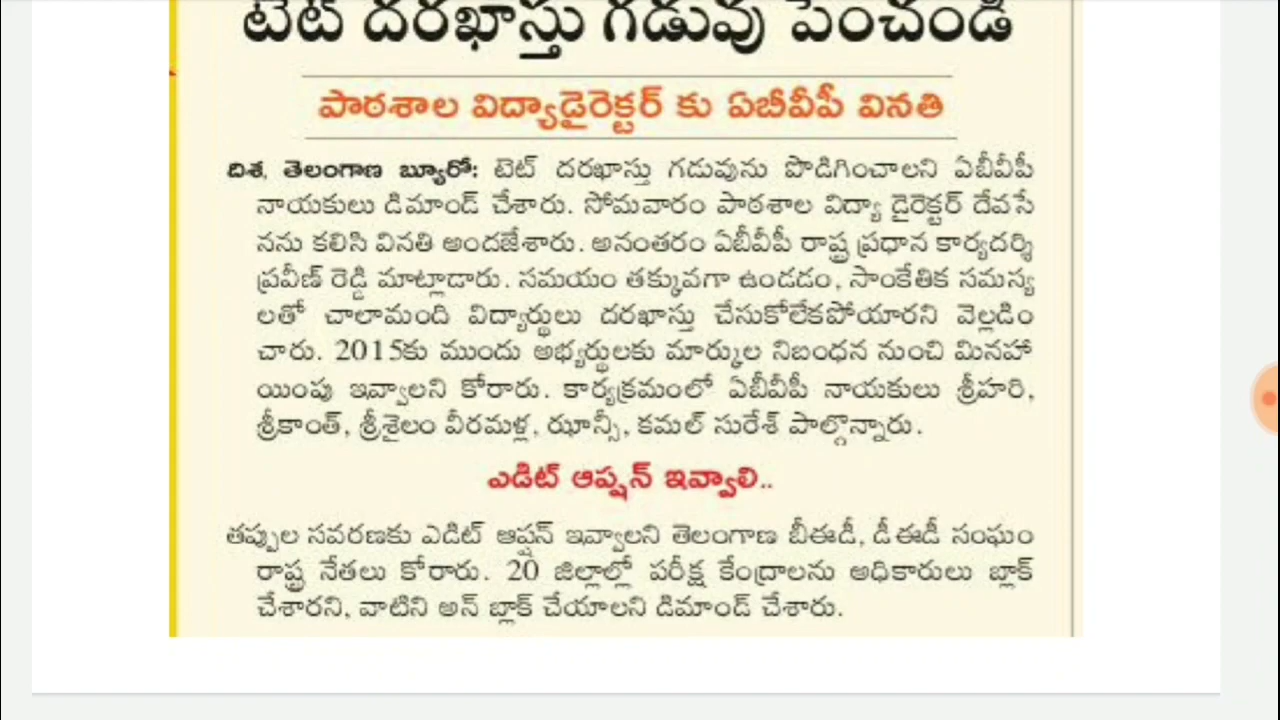 టెట్ దరఖాస్తు గడువు పెంచండి
పాఠశాల విద్యాడైరెక్టర్ కు ఏబీవీపీ వినతి
దిశ, తెలంగాణ బ్యూరో: టెట్ దరఖాస్తు గడువును పొడిగించాలని ఏబీవీపీ
నాయకులు డిమాండ్ చేశారు. సోమవారం పాఠశాల విద్యా డైరెక్టర్ దేవసే
నను కలిసి వినతి అందజేశారు. అనంతరం ఏబీవీపీ రాష్ట్ర ప్రధాన కార్యదర్శి
ప్రవీణ్ రెడ్డి మాట్లాడారు. సమయం తక్కువగా ఉండడం, సాంకేతిక సమస్య
లతో చాలామంది విద్యార్థులు దరఖాస్తు చేసుకోలేకపోయారని వెల్లడిం
చారు. 2015కు ముందు అభ్యర్థులకు మార్కుల నిబంధన నుంచి మినహా
యింపు ఇవ్వాలని కోరారు. కార్యక్రమంలో ఏబీవీపీ నాయకులు శ్రీహరి,
శ్రీకాంత్, శ్రీశైలం వీరమళ్ల, ఝాన్సీ, కమల్ సురేశ్ పాల్గొన్నారు.
ఎడిట్ ఆప్షన్ ఇవ్వాలి..
తప్పుల సవరణకు ఎడిట్ ఆప్షన్ ఇవ్వాలని తెలంగాణ బీఈడీ, డీఈడీ సంఘం
రాష్ట్ర నేతలు కోరారు. 20 జిల్లాల్లో పరీక్ష కేంద్రాలను అధికారులు బ్లాక్
చేశారని, వాటిని అన్ బ్లాక్ చేయాలని డిమాండ్ చేశారు.